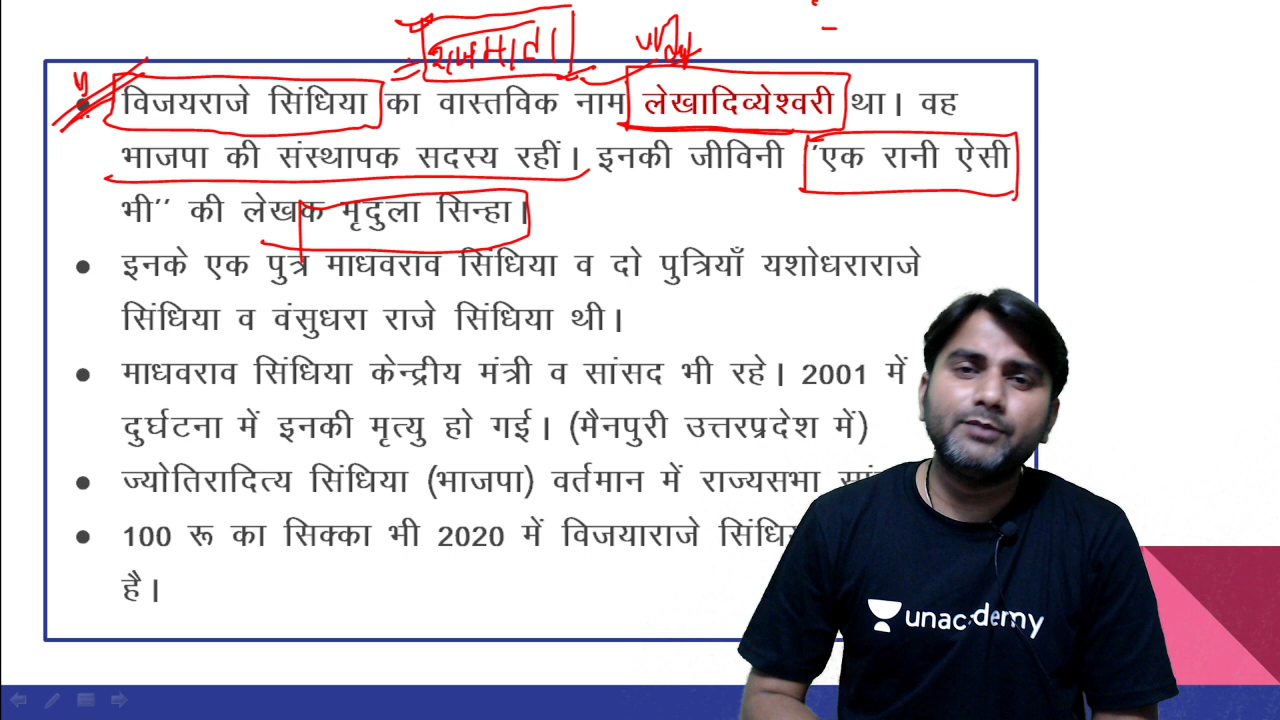 राजमाता
विजयराजे सिंधिया का वास्तविक नाम लेखादिव्येश्वरी था। वह
भाजपा की संस्थापक सदस्य रहीं। इनकी जीविनी 'एक रानी ऐसी
भी'' की लेखक मृदुला सिन्हा।
इनके एक पुत्र माधवराव सिंधिया व दो पुत्रियाँ यशोधराराजे
सिंधिया व वंसुधरा राजे सिंधिया थी।
माधवराव सिंधिया केन्द्रीय मंत्री व सांसद भी रहे। 2001 में
दुर्घटना में इनकी मृत्यु हो गई। (मैनपुरी उत्तरप्रदेश में)
ज्योतिरादित्य सिंधिया (भाजपा) वर्तमान में राज्यसभा
100 रू का सिक्का भी 2020 में विजयाराजे
है।
unacademy